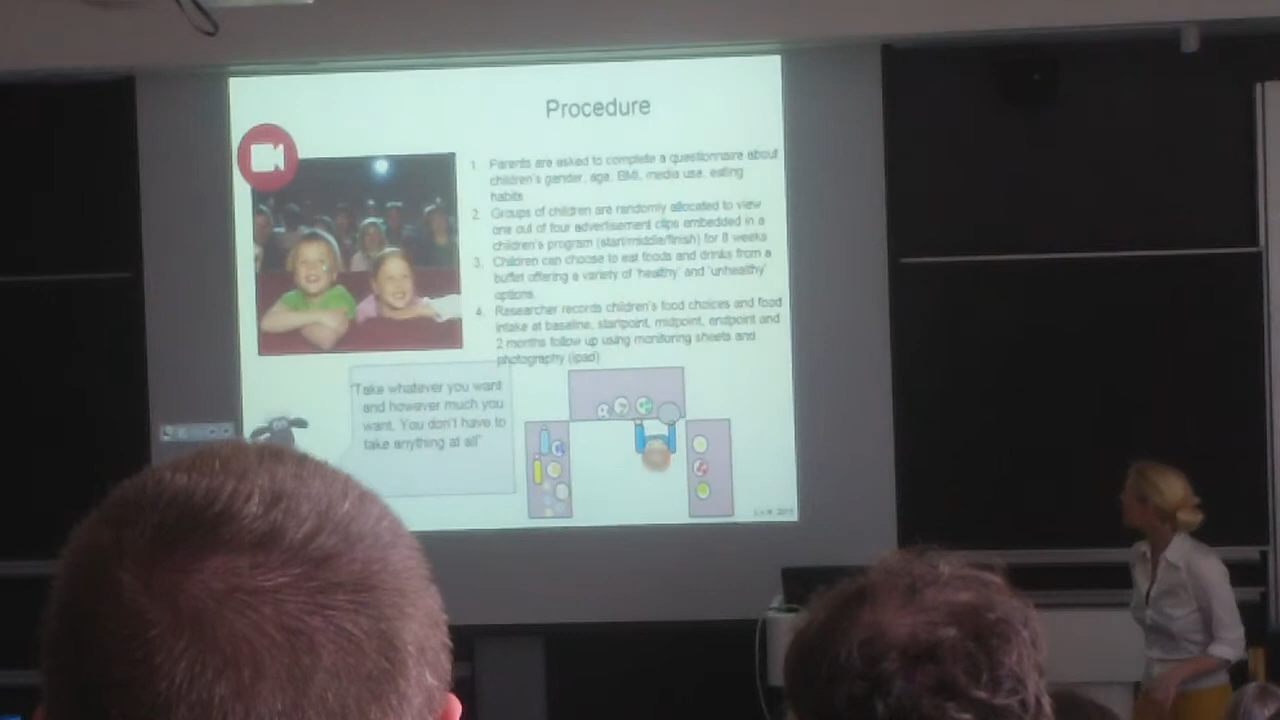 Procedure
1. Parents are asked to complete a questionnaire about
children's gender, age, BMI, media use, eating
habits
2. Groups of children are randomly allocated to view
one out of four advertisement clips embedded in a
children's program (start/middle/finish) for 8 weeks
3. Children can choose to eat foods and drinks from a
buffet offering a variety of 'healthy' and 'unhealthy'
options.
4. Researcher records children's food choices and food
intake at baseline, startpoint, midpoint, endpoint and
2 months follow up using monitoring sheets and
photography (ipad)
"Take whatever you want
and however much you
want. You don't have to
take anything at all"